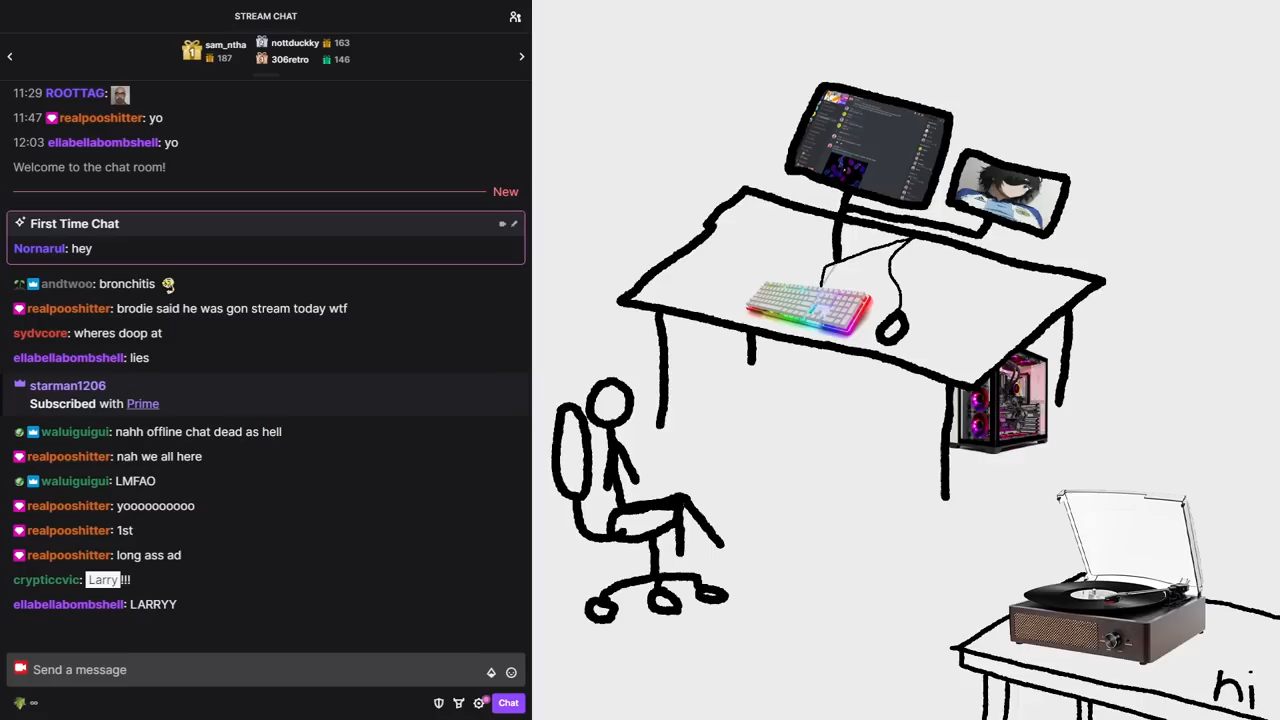 STREAM CHAT
sam_ntha
187
nottduckky 163
306retro 146
11:29 ROOTTAG:
11:47 realpooshitter: yo
12:03 ellabellabombshell: yo
Welcome to the chat room!
New
First Time Chat
Nornarul: hey
andtwoo: bronchitis
realpooshitter: birdie said he was gon stream today wtf
sydvcore: wheres doop at
ellabellabombshell: lies
starman1206
Subscribed with Prime
waluiguigui: nahh offline chat dead as hell
realpooshitter: nah we all here
waluiguigui: LMFAO
realpooshitter: yoooooooooo
realpooshitter: 1st
realpooshitter: long ass ad
crypticcvic: Larry!!!
ellabellabombshell: LARRYY
Send a message
∞
Chat
hi